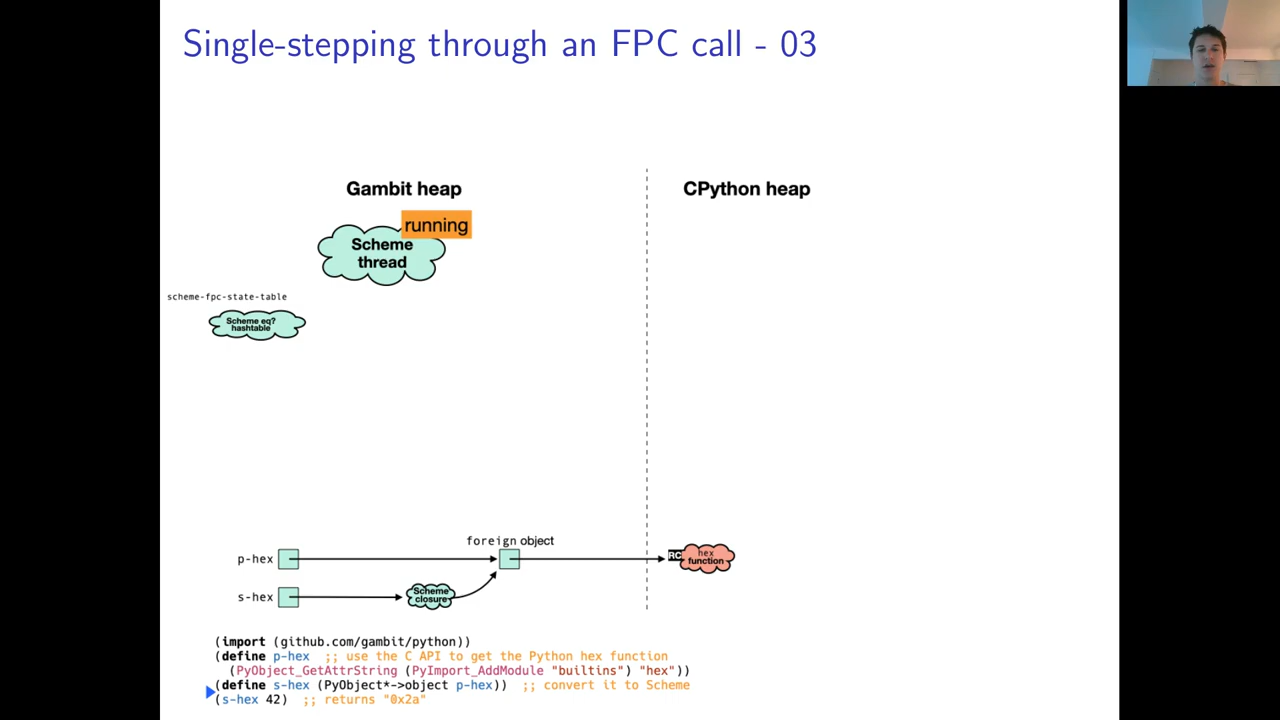 Single-stepping through an FPC call - 03
Gambit heap
CPython heap
running
Scheme
thread
scheme-fpc-state-table
Scheme eq?
hashtable
foreign object
p-hex
RC
hex
function
s-hex
Scheme
closure
(import (github.com/gambit/python))
(define p-hex  ;; use the C API to get the Python hex function
  (PyObject_GetAttrString (PyImport_AddModule "builtins") "hex"))
(define s-hex (PyObject*->object p-hex))  ;; convert it to Scheme
(s-hex 42)  ;; returns "0x2a"